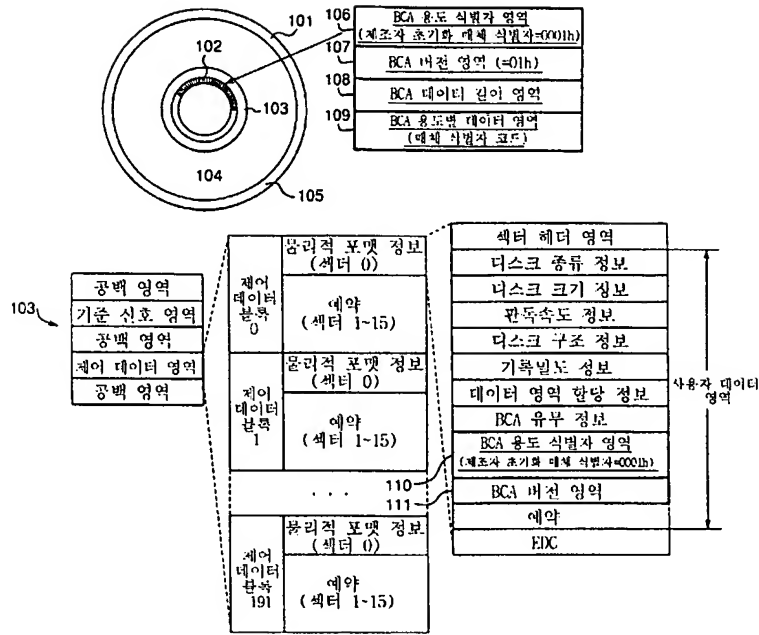 101
102
103
104
105
106
BCA 용도 식별자 영역
(제조자 초기화 매체 식별자=0001h)
107
BCA 버전 영역 (=01h)
108
BCA 데이터 길이 영역
109
BCA 용도별 데이터 영역
(매체 식별자 코드)
103
공백 영역
기준 신호 영역
공백 영역
제어 데이터 영역
공백 영역
제어
데이터
블록
0
물리적 포맷 정보
(섹터 0)
예약
(섹터 1~15)
제어
데이터
블록
1
물리적 포맷 정보
(섹터 0)
예약
(섹터 1~15)
. . .
제어
데이터
블록
191
물리적 포맷 정보
(섹터 0)
예약
(섹터 1~15)
섹터 헤더 영역
디스크 종류 정보
디스크 크기 정보
판독속도 정보
디스크 구조 정보
기록밀도 정보
데이터 영역 할당 정보
BCA 유무 정보
110
BCA 용도 식별자 영역
(제조자 초기화 매체 식별자=0001h)
111
BCA 버전 영역
예약
EDC
사용자 데이터
영역